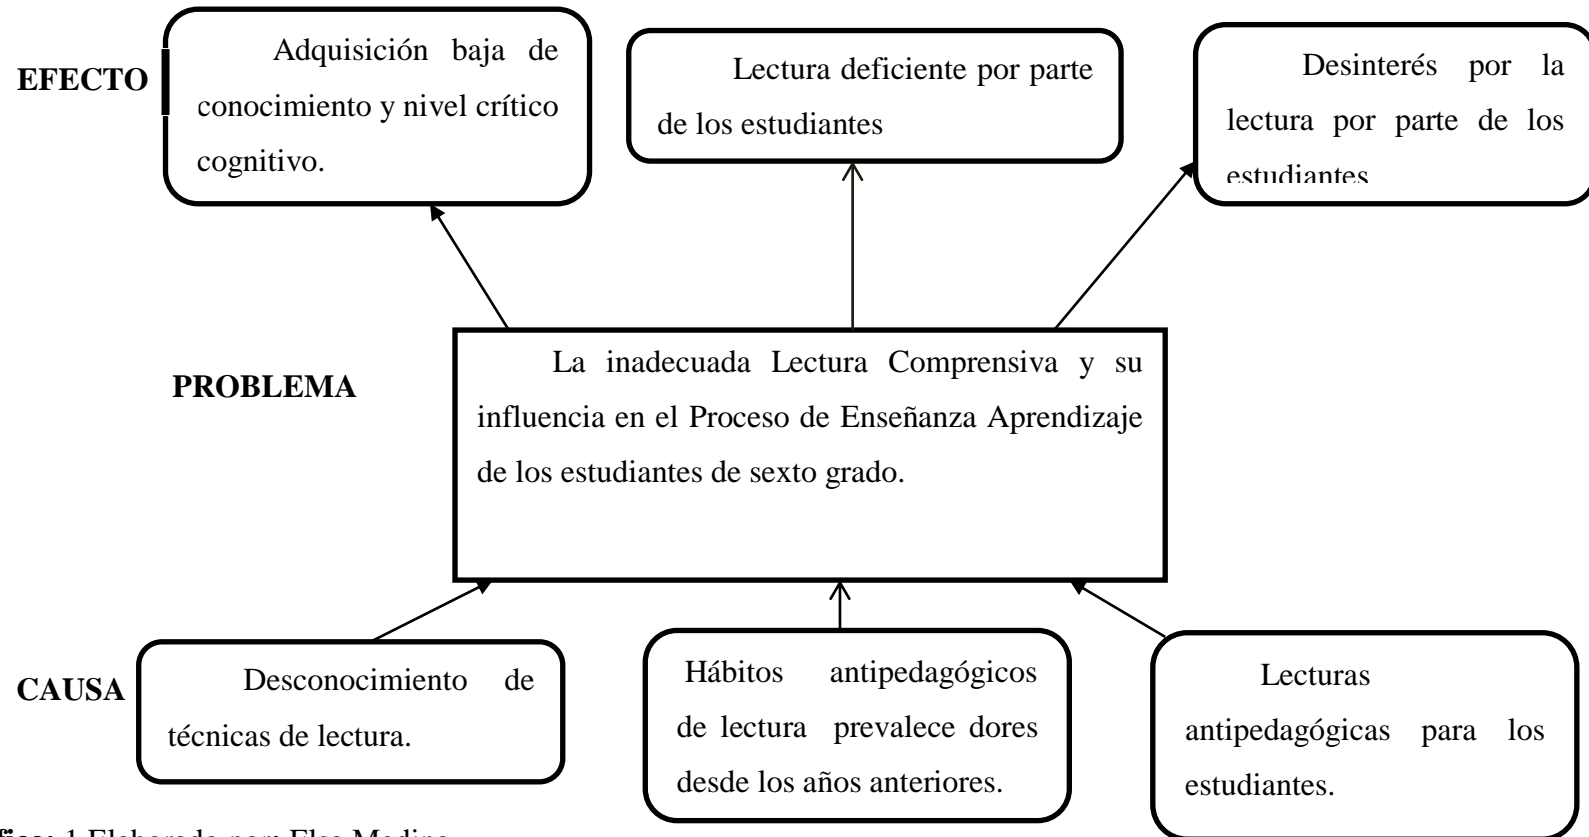 EFECTO
Adquisición baja de
conocimiento y nivel crítico
cognitivo.
Lectura deficiente por parte
de los estudiantes
Desinterés por la
lectura por parte de los
estudiantes
PROBLEMA
La inadecuada Lectura Comprensiva y su
influencia en el Proceso de Enseñanza Aprendizaje
de los estudiantes de sexto grado.
CAUSA
Desconocimiento de
técnicas de lectura.
Hábitos antipedagógicos
de lectura prevalece dores
desde los años anteriores.
Lecturas
antipedagógicas para los
estudiantes.
1 Elaborado por: Elsa Medina